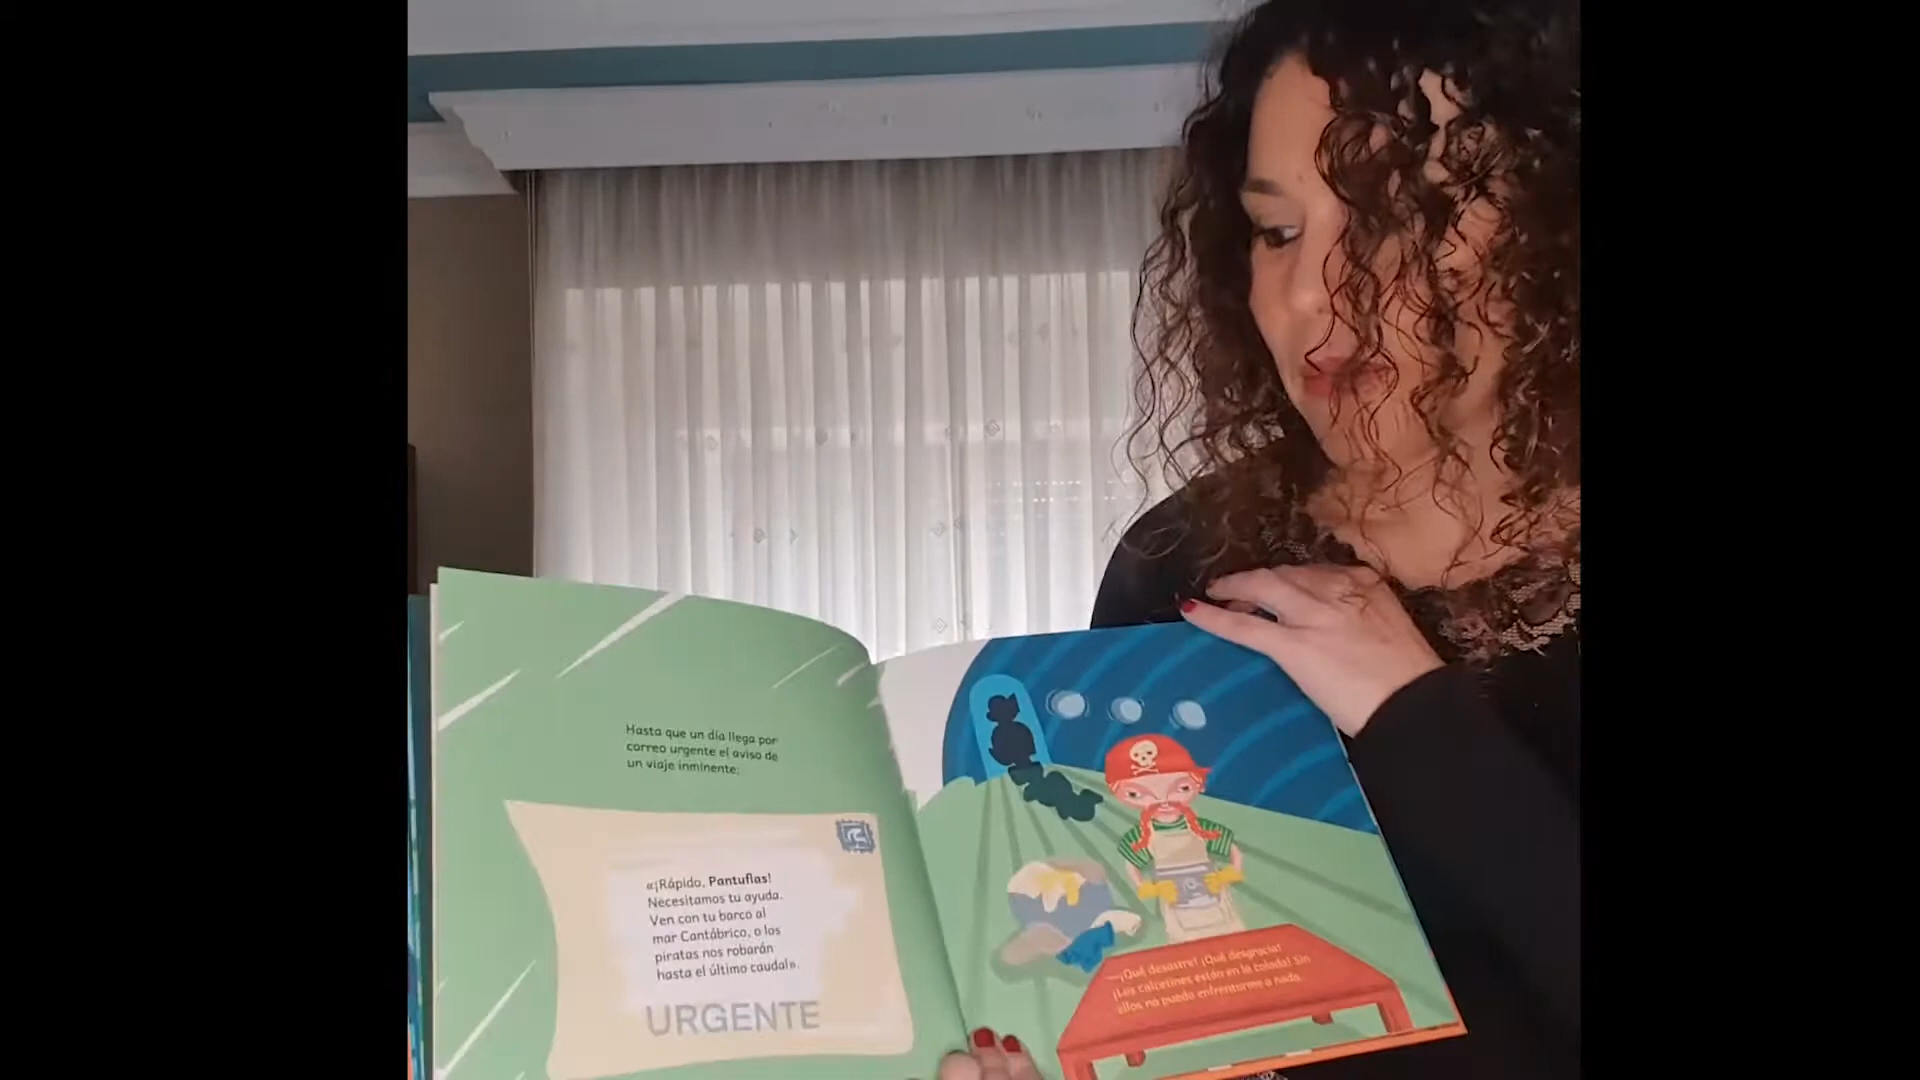 Hasta que un día llega por
correo urgente el aviso de
un viaje inminente:
«¡Rápido, Pantuflas!
Necesitamos tu ayuda.
Ven con tu barco al
mar Cantábrico, o los
piratas nos robarán
hasta el último caudal».
URGENTE
—¡Qué desastre! ¡Qué desgracia!
¡Los calcetines están en la colada! Sin
ellos no puedo enfrentarme a nada.